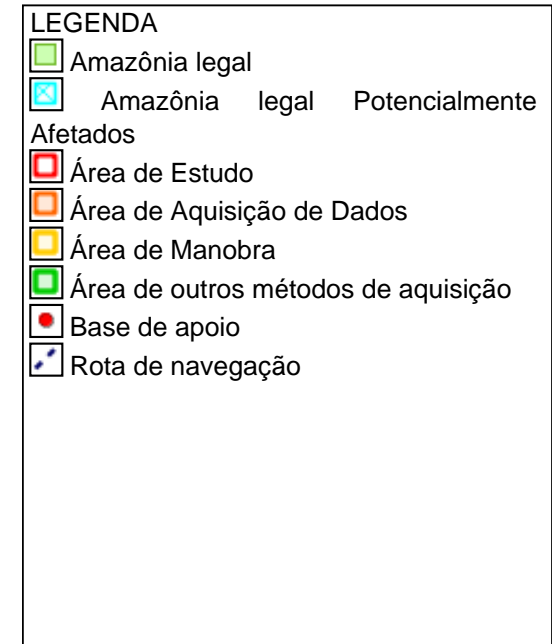 LEGENDA
Amazônia legal
Amazônia legal Potencialmente
Afetados
Área de Estudo
Área de Aquisição de Dados
Área de Manobra
Área de outros métodos de aquisição
Base de apoio
Rota de navegação